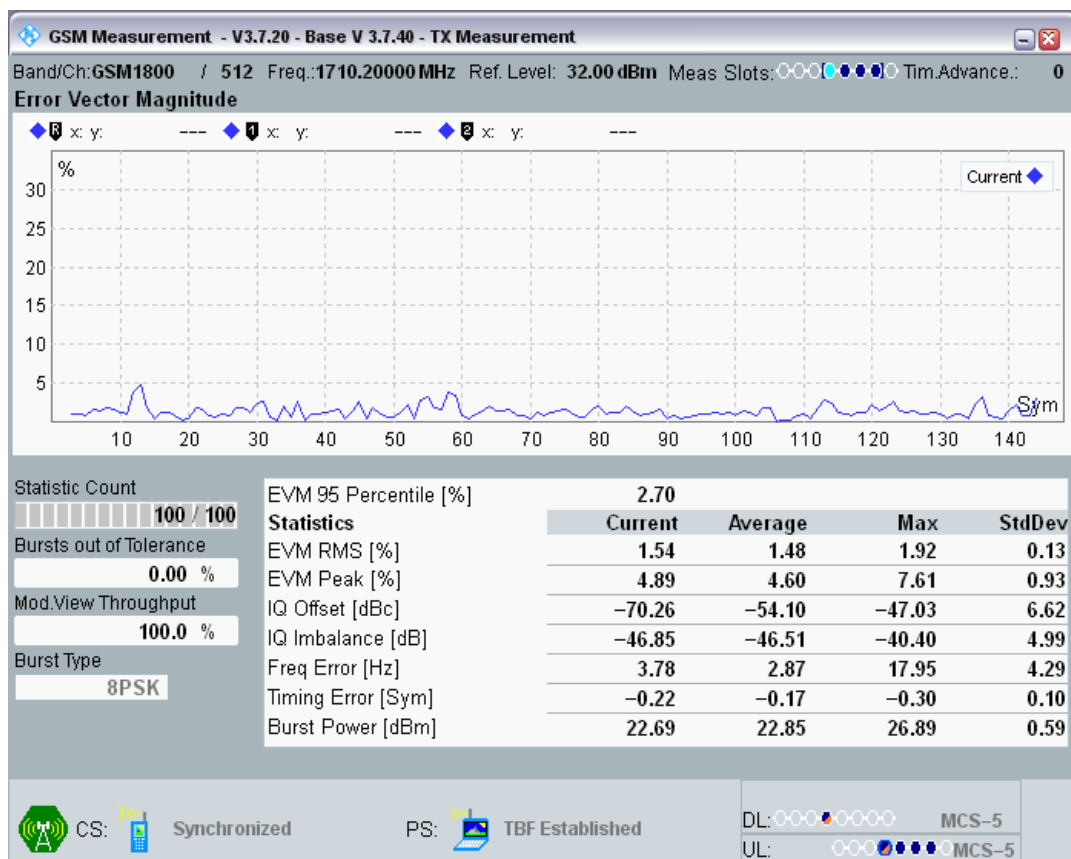 GSM Measurement - V3.7.20 - Base V 3.7.40 - TX Measurement
Band/Ch:GSM1800 / 512 Freq.:1710.20000 MHz Ref. Level: 32.00 dBm Meas Slots: Tim.Advance.: 0
Error Vector Magnitude
R x: y: --- 1 x: y: --- 2 x: y: ---
%
Current
30
25
20
15
10
5
Sym
10 20 30 40 50 60 70 80 90 100 110 120 130 140
Statistic Count
100 / 100
Bursts out of Tolerance
0.00 %
Mod.View Throughput
100.0 %
Burst Type
8PSK
EVM 95 Percentile [%] 2.70
Statistics Current Average Max StdDev
EVM RMS [%] 1.54 1.48 1.92 0.13
EVM Peak [%] 4.89 4.60 7.61 0.93
IQ Offset [dBc] −70.26 −54.10 −47.03 6.62
IQ Imbalance [dB] −46.85 −46.51 −40.40 4.99
Freq Error [Hz] 3.78 2.87 17.95 4.29
Timing Error [Sym] −0.22 −0.17 −0.30 0.10
Burst Power [dBm] 22.69 22.85 26.89 0.59
CS: Synchronized PS: TBF Established
DL: MCS−5
UL: MCS−5